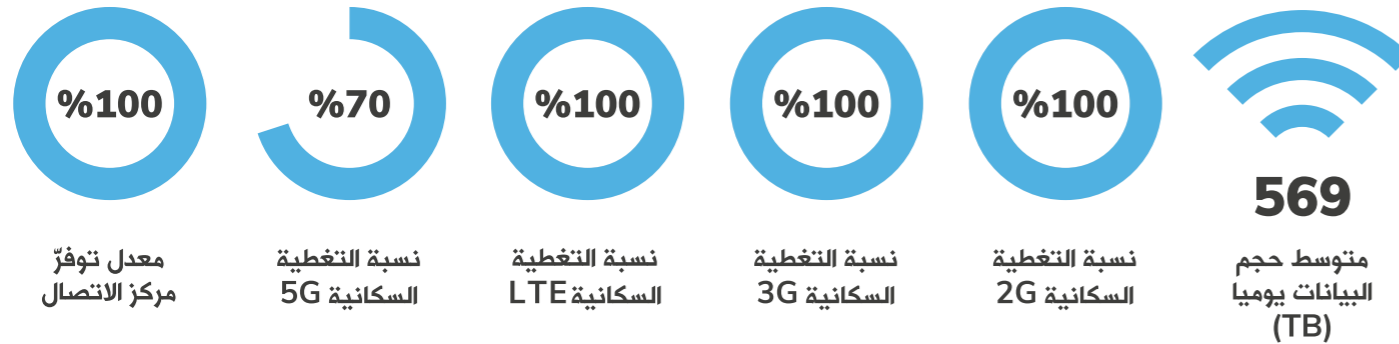 569
متوسط حجم
البيانات يوميا
(TB)
%100
نسبة التغطية
السكانية 2G
%100
نسبة التغطية
السكانية 3G
%100
نسبة التغطية
السكانية LTE
%70
نسبة التغطية
السكانية 5G
%100
معدل توفرّ
مركز الاتصال